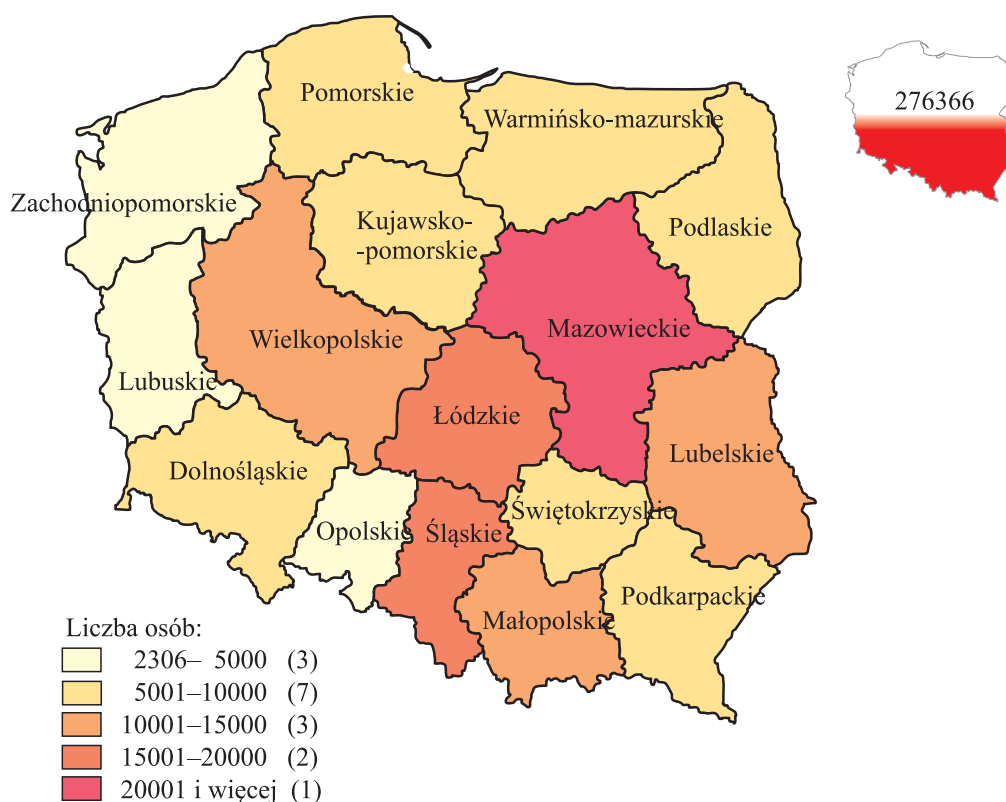 Pomorskie
276366
Warmińsko-mazurskie
Zachodniopomorskie
Kujawsko-
-pomorskie
Podlaskie
Mazowieckie
Wielkopolskie
Lubuskie
Łódzkie
Lubelskie
Dolnośląskie
Świętokrzyskie
Opolskie
Śląskie
Podkarpackie
Małopolskie
Liczba osób:
2306– 5000 (3)
5001–10000 (7)
10001–15000 (3)
15001–20000 (2)
20001 i więcej (1)